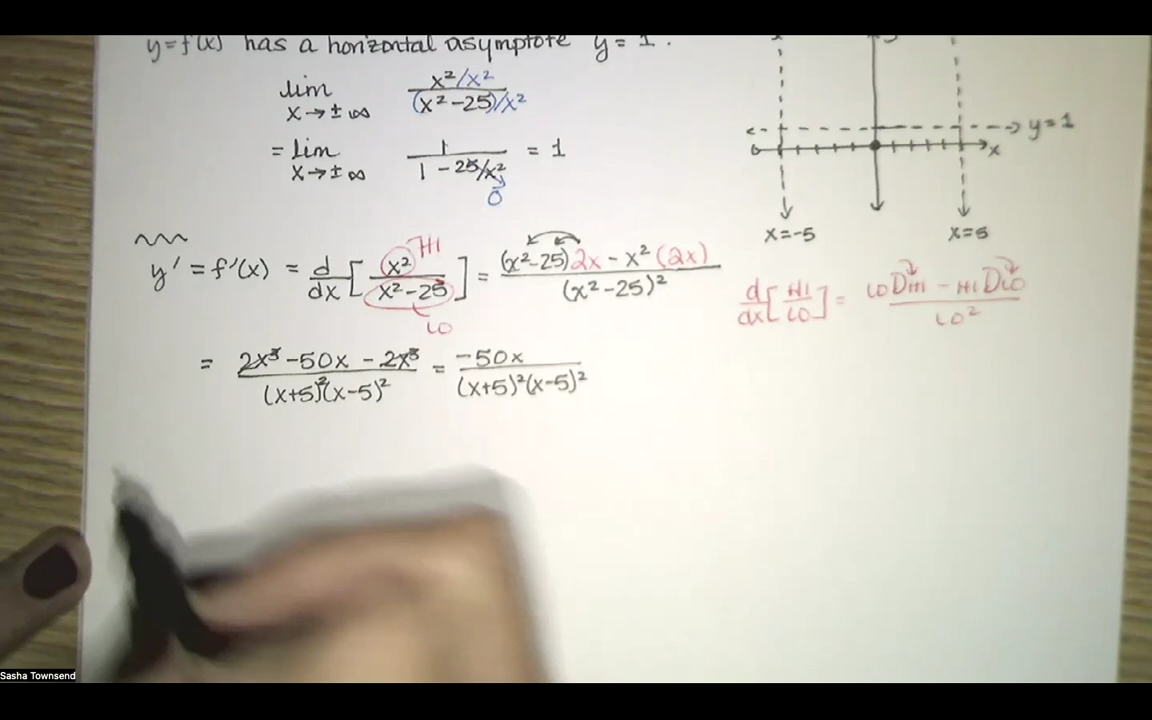 y = f(x) has a horizontal asymptote y = 1.
lim x→±∞ (x²/x²)/((x²-25)/x²)
= lim x→±∞ 1/(1 - 25/x²) = 1
0
y=1
x
x=-5 x=5
y' = f'(x) = d/dx [x²/(x²-25)] = ((x²-25)2x - x²(2x))/(x²-25)²
HI
LO
d/dx [HI/LO] = (LO DHI - HI DLO)/LO²
= (2x³ - 50x - 2x³)/((x+5)²(x-5)²) = -50x/((x+5)²(x-5)²)
Sasha Townsend